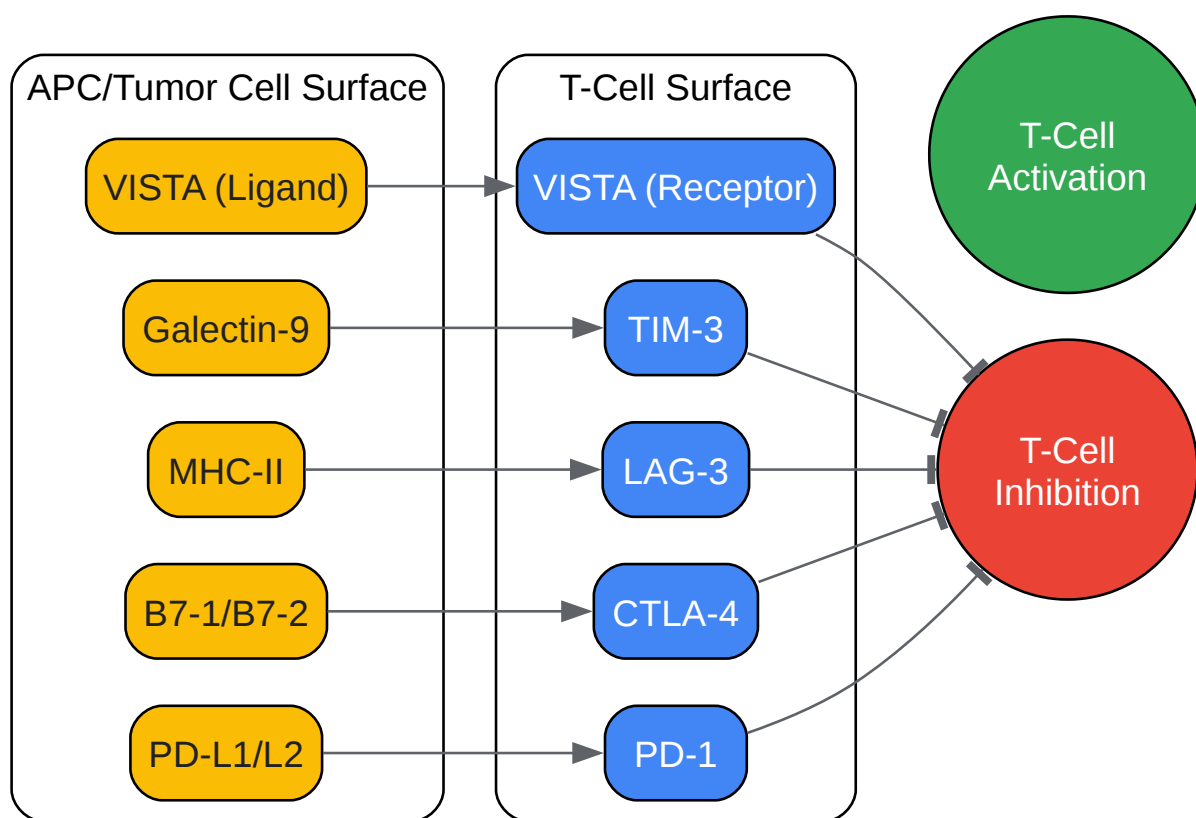 APC/Tumor Cell Surface
T-Cell Surface
T-Cell
Activation
VISTA (Ligand)
VISTA (Receptor)
Galectin-9
TIM-3
MHC-II
LAG-3
T-Cell
Inhibition
B7-1/B7-2
CTLA-4
PD-L1/L2
PD-1